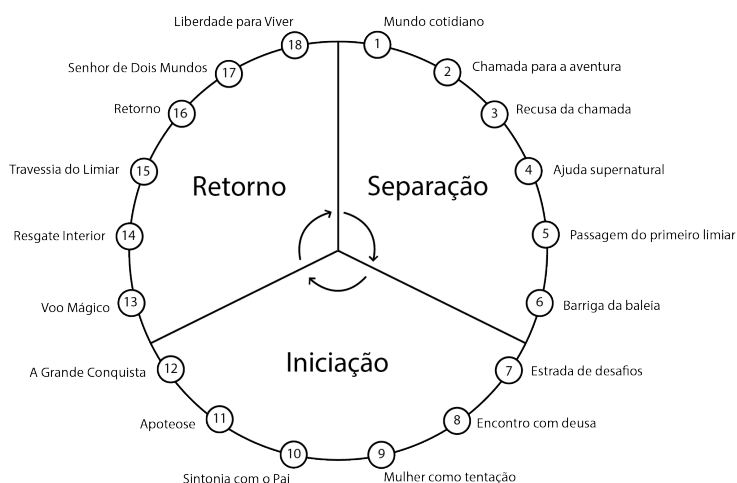 Liberdade para Viver
18
1
Mundo cotidiano
Senhor de Dois Mundos
17
2
Chamada para a aventura
Retorno
16
3
Recusa da chamada
Travessia do Limiar
15
4
Ajuda supernatural
Retorno
Separação
Resgate Interior
14
5
Passagem do primeiro limiar
Voo Mágico
13
6
Barriga da baleia
Iniciação
A Grande Conquista
12
7
Estrada de desafios
Apoteose
11
8
Encontro com deusa
Sintonia com o Pai
10
9
Mulher como tentação